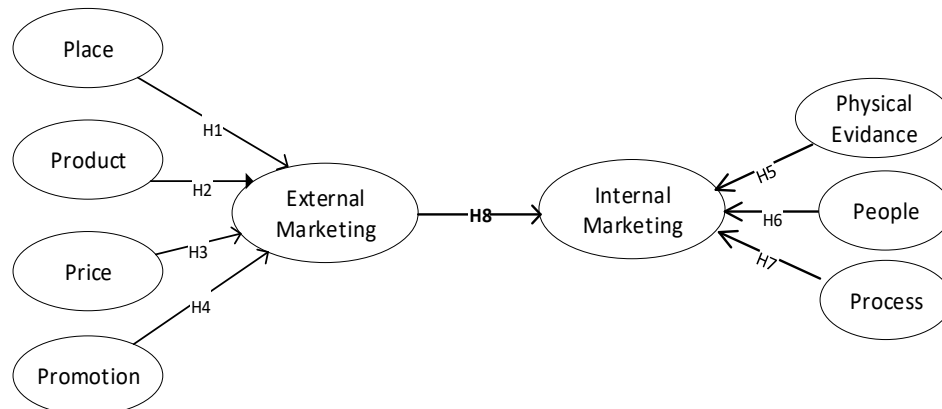 Place
H1
Product
H2
Price
H3
Promotion
H4
External
Marketing
H8
Internal
Marketing
Physical
Evidance
H5
People
H6
Process
H7